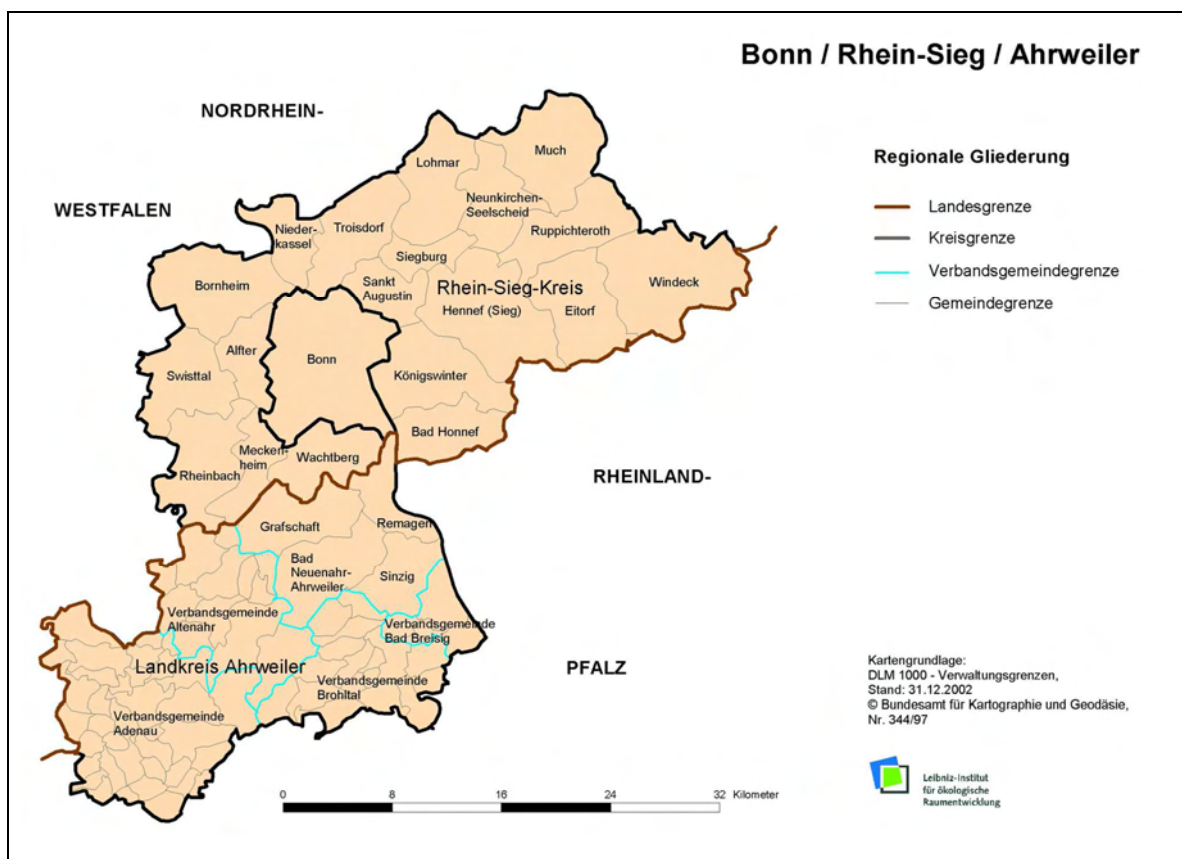 Bonn / Rhein-Sieg / Ahrweiler
NORDRHEIN-
WESTFALEN
Regionale Gliederung
Landesgrenze
Kreisgrenze
Verbandsgemeindegrenze
Gemeindegrenze
Much
Lohmar
Neunkirchen-
Seelscheid
Nieder-
kassel
Troisdorf
Ruppichteroth
Siegburg
Windeck
Bornheim
Sankt
Augustin
Rhein-Sieg-Kreis
Hennef (Sieg)
Eitorf
Alfter
Bonn
Swisttal
Königswinter
Bad Honnef
Mecken-
heim
Wachtberg
Rheinbach
RHEINLAND-
Grafschaft
Remagen
Bad
Neuenahr-
Ahrweiler
Sinzig
Verbandsgemeinde
Altenahr
Verbandsgemeinde
Bad Breisig
Landkreis Ahrweiler
PFALZ
Verbandsgemeinde
Brohltal
Verbandsgemeinde
Adenau
Kartengrundlage:
DLM 1000 - Verwaltungsgrenzen,
Stand: 31.12.2002
© Bundesamt für Kartographie und Geodäsie,
Nr. 344/97
Leibniz-Institut
für ökologische
Raumentwicklung
0 8 16 24 32 Kilometer